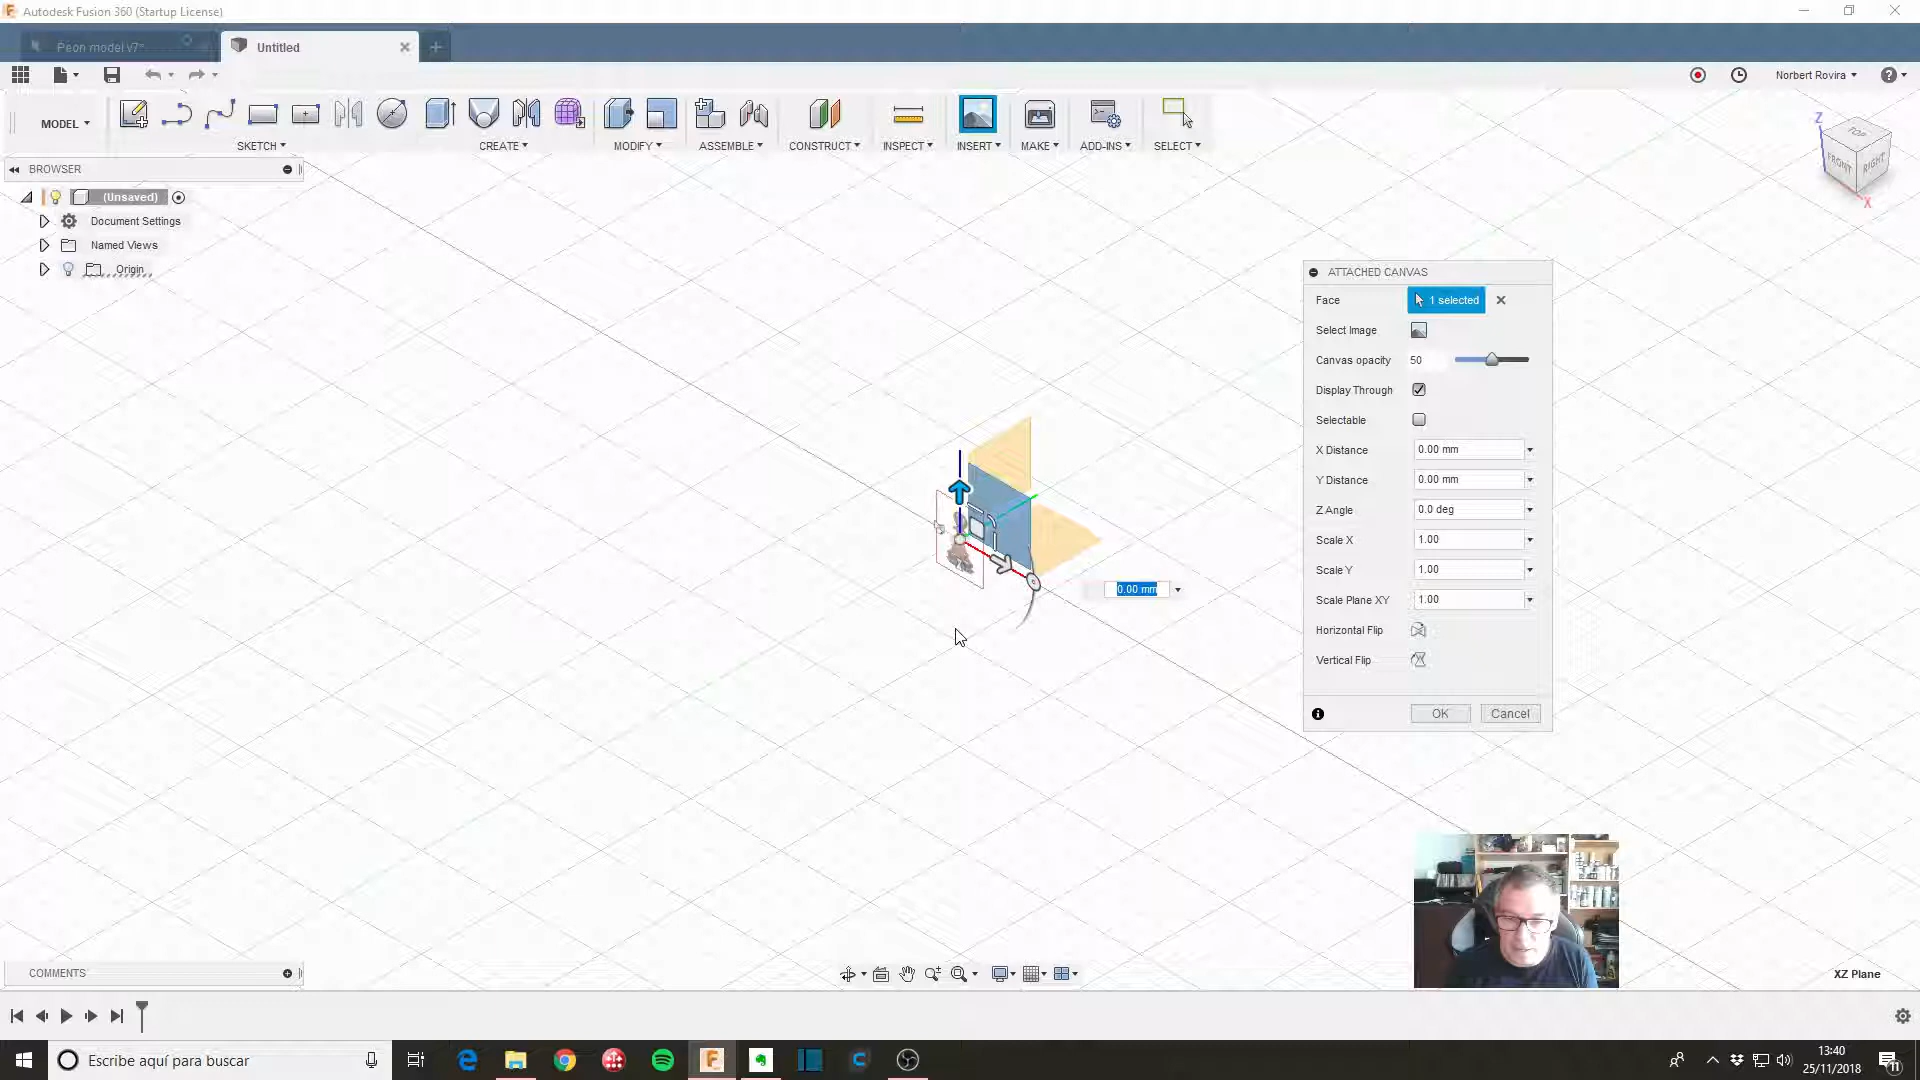 Autodesk Fusion 360 (Startup License)
Peon model v7*
Untitled
Norbert Rovira
MODEL
SKETCH
CREATE
MODIFY
ASSEMBLE
CONSTRUCT
INSPECT
INSERT
MAKE
ADD-INS
SELECT
BROWSER
(Unsaved)
Document Settings
Named Views
Origin
Z
TOP
FRONT
RIGHT
X
ATTACHED CANVAS
Face 1 selected
Select Image
Canvas opacity 50
Display Through
Selectable
X Distance 0.00 mm
Y Distance 0.00 mm
Z Angle 0.0 deg
Scale X 1.00
Scale Y 1.00
Scale Plane XY 1.00
Horizontal Flip
Vertical Flip
OK Cancel
0.00 mm
COMMENTS
XZ Plane
Escribe aquí para buscar
13:40
25/11/2018
11